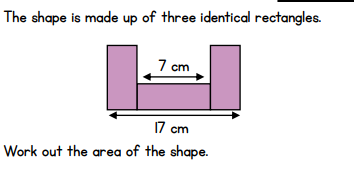 The shape is made up of three identical rectangles.
7 cm
17 cm
Work out the area of the shape.